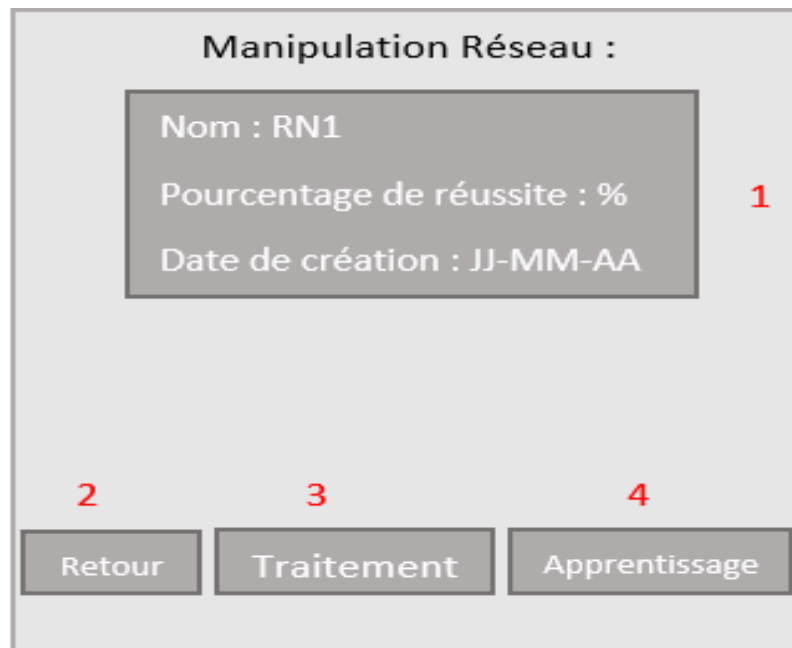 Manipulation Réseau :
Nom : RN1
Pourcentage de réussite : %
1
Date de création : JJ-MM-AA
2 3 4
Retour Traitement Apprentissage